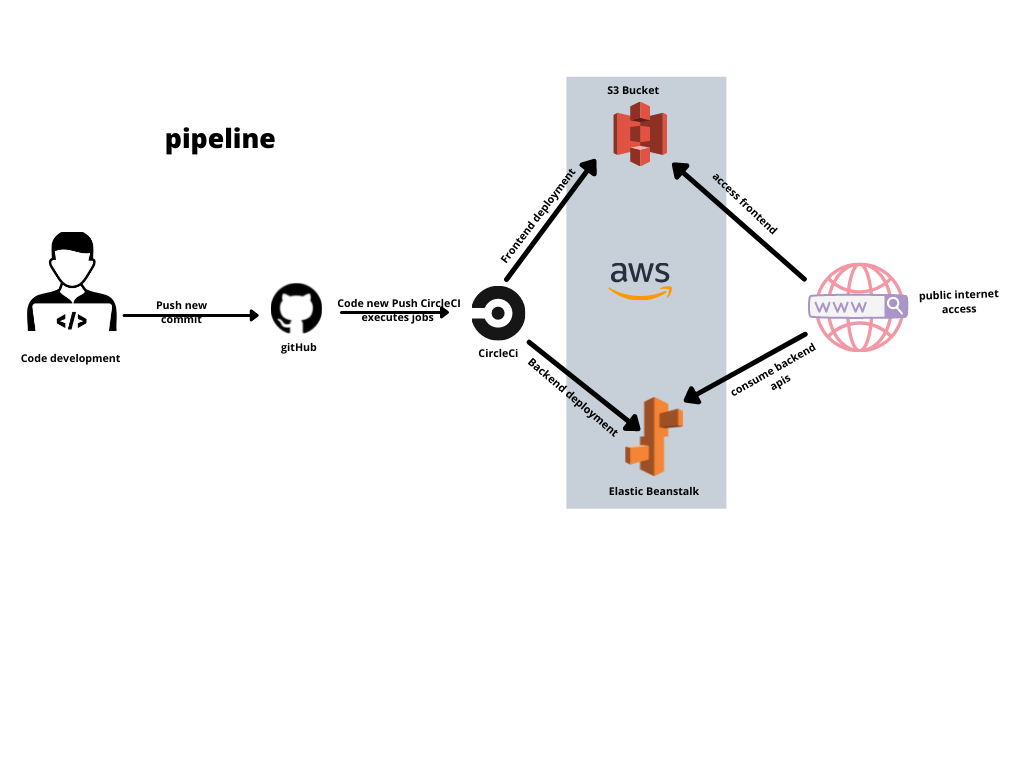 pipeline
S3 Bucket
Frontend deployment
access frontend
aws
</>
Push new
commit
Code new Push CircleCI
executes jobs
www
public internet
access
gitHub
CircleCi
Code development
Backend deployment
consume backend
apis
Elastic Beanstalk